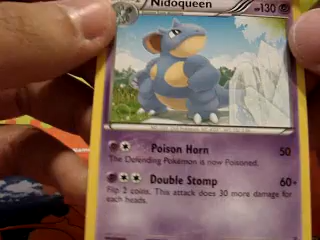 Nidoqueen HP130
Poison Horn 50
The Defending Pokémon is now Poisoned.
Double Stomp 60+
Flip 2 coins. This attack does 30 more damage for
each heads.